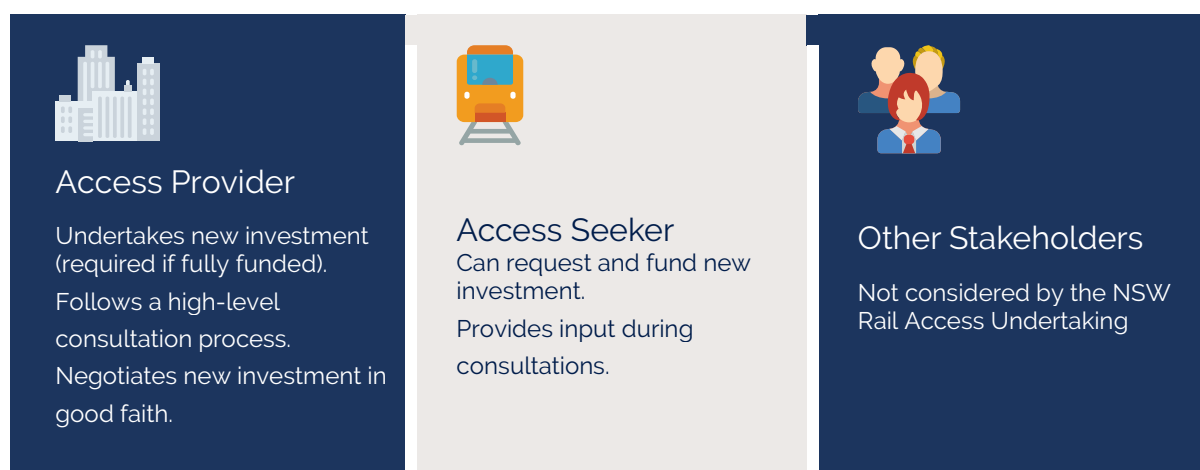 Access Provider
Undertakes new investment
(required if fully funded).
Follows a high-level
consultation process.
Negotiates new investment in
good faith.
Access Seeker
Can request and fund new
investment.
Provides input during
consultations.
Other Stakeholders
Not considered by the NSW
Rail Access Undertaking